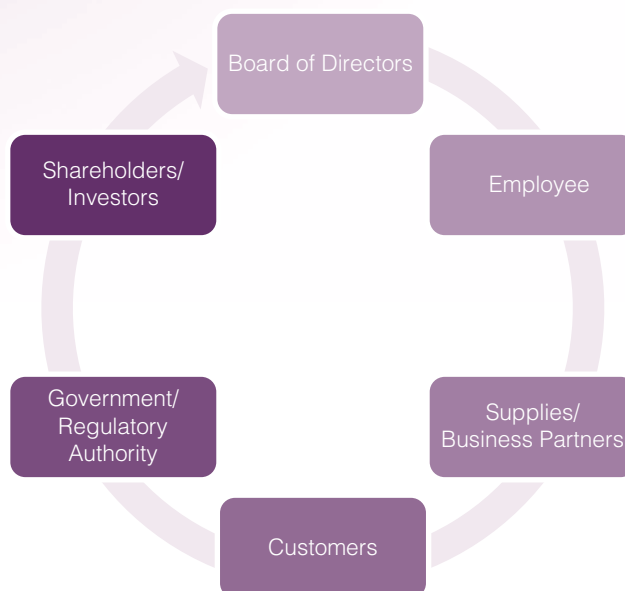 Board of Directors
Employee
Supplies/
Business Partners
Customers
Government/
Regulatory
Authority
Shareholders/
Investors